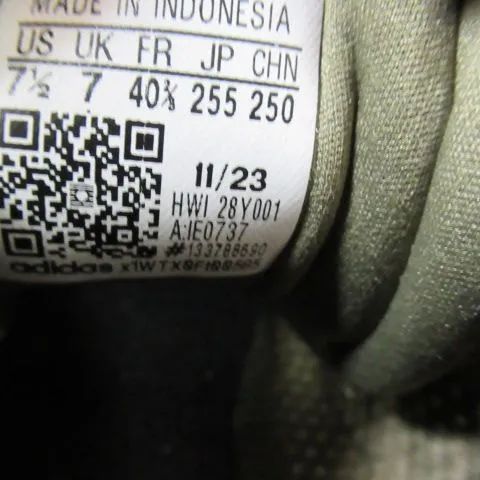 MADE IN INDONESIA
US UK FR JP CHN
7½ 7 40⅔ 255 250
11/23
HWI 28Y001
A:IE0737
#133788690
adidas